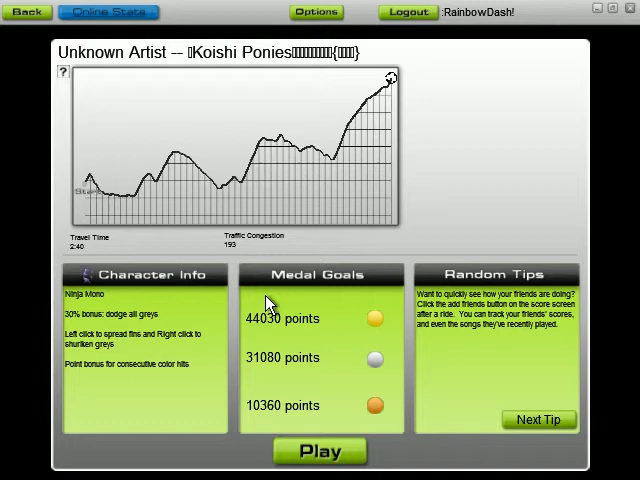 Back
Online Stats
Options
Logout
:RainbowDash!
Unknown Artist -- Koishi Ponies
?
Start
Travel Time
2:40
Traffic Congestion
193
Character Info
Ninja Mono
30% bonus: dodge all greys
Left click to spread fins and Right click to
shuriken greys
Point bonus for consecutive color hits
Medal Goals
44030 points
31080 points
10360 points
Random Tips
Want to quickly see how your friends are doing?
Click the add friends button on the score screen
after a ride. You can track your friends' scores,
and even the songs they've recently played.
Next Tip
Play